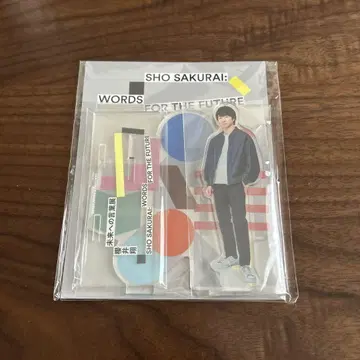 SHO SAKURAI:
WORDS
FOR THE FUTURE
SHO SAKURAI: WORDS
FOR THE FUTURE
未来への言葉展
櫻井翔